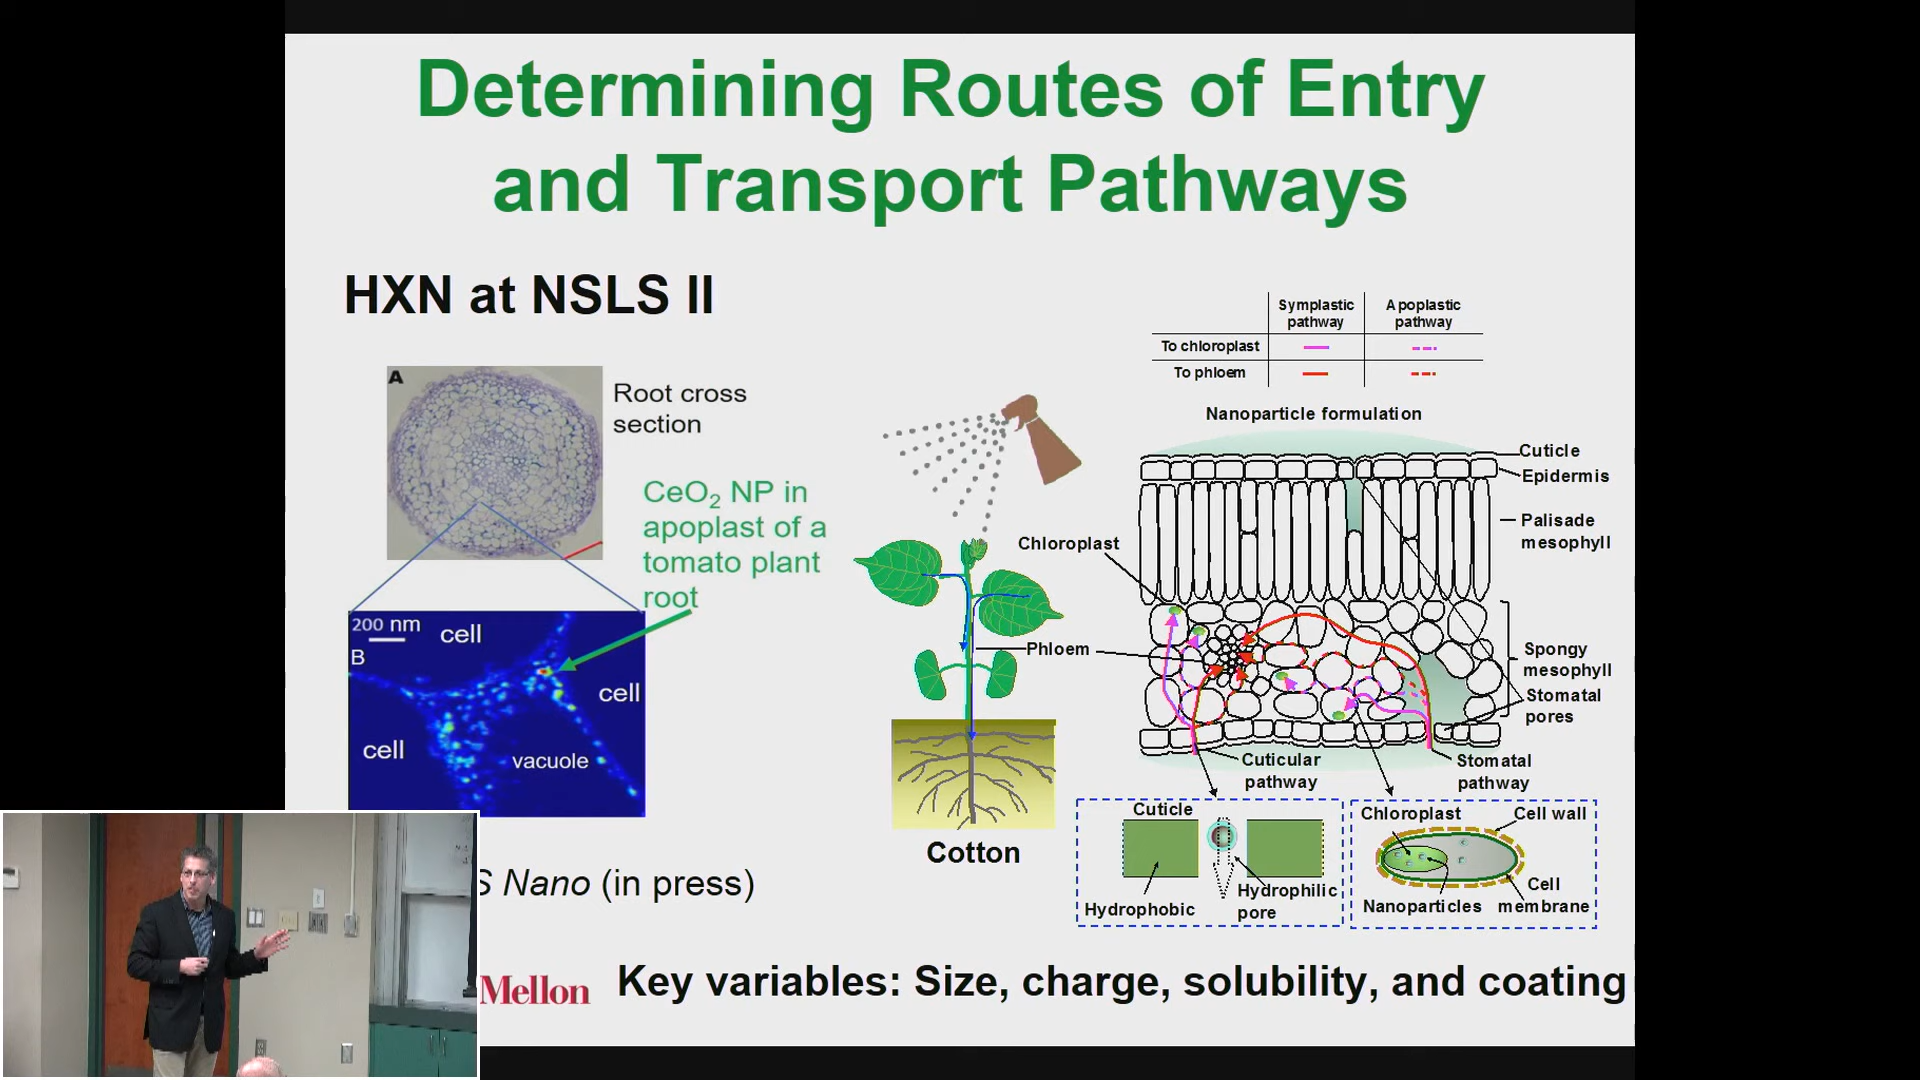 Determining Routes of Entry
and Transport Pathways
HXN at NSLS II
A
Root cross
section
CeO₂ NP in
apoplast of a
tomato plant
root
200 nm
B
cell
cell
cell
vacuole
S Nano (in press)
Mellon
Symplastic
pathway
Apoplastic
pathway
To chloroplast
To phloem
Nanoparticle formulation
Cuticle
Epidermis
Palisade
mesophyll
Chloroplast
Phloem
Spongy
mesophyll
Stomatal
pores
Cuticular
pathway
Stomatal
pathway
Cotton
Cuticle
Hydrophobic
Hydrophilic
pore
Chloroplast
Cell wall
Nanoparticles
Cell
membrane
Key variables: Size, charge, solubility, and coating